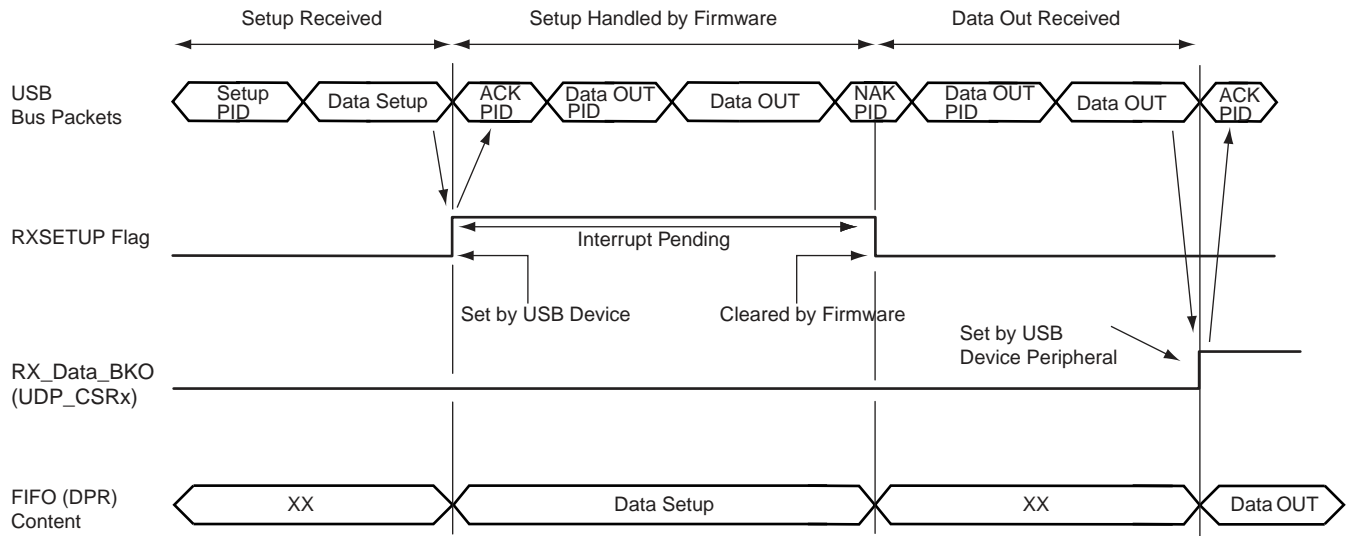 Setup Received
Setup Handled by Firmware
Data Out Received
USB
Bus Packets
Setup
PID
Data Setup
ACK
PID
Data OUT
PID
Data OUT
NAK
PID
Data OUT
PID
Data OUT
ACK
PID
RXSETUP Flag
Interrupt Pending
Set by USB Device
Cleared by Firmware
Set by USB
Device Peripheral
RX_Data_BKO
(UDP_CSRx)
FIFO (DPR)
Content
XX
Data Setup
XX
Data OUT